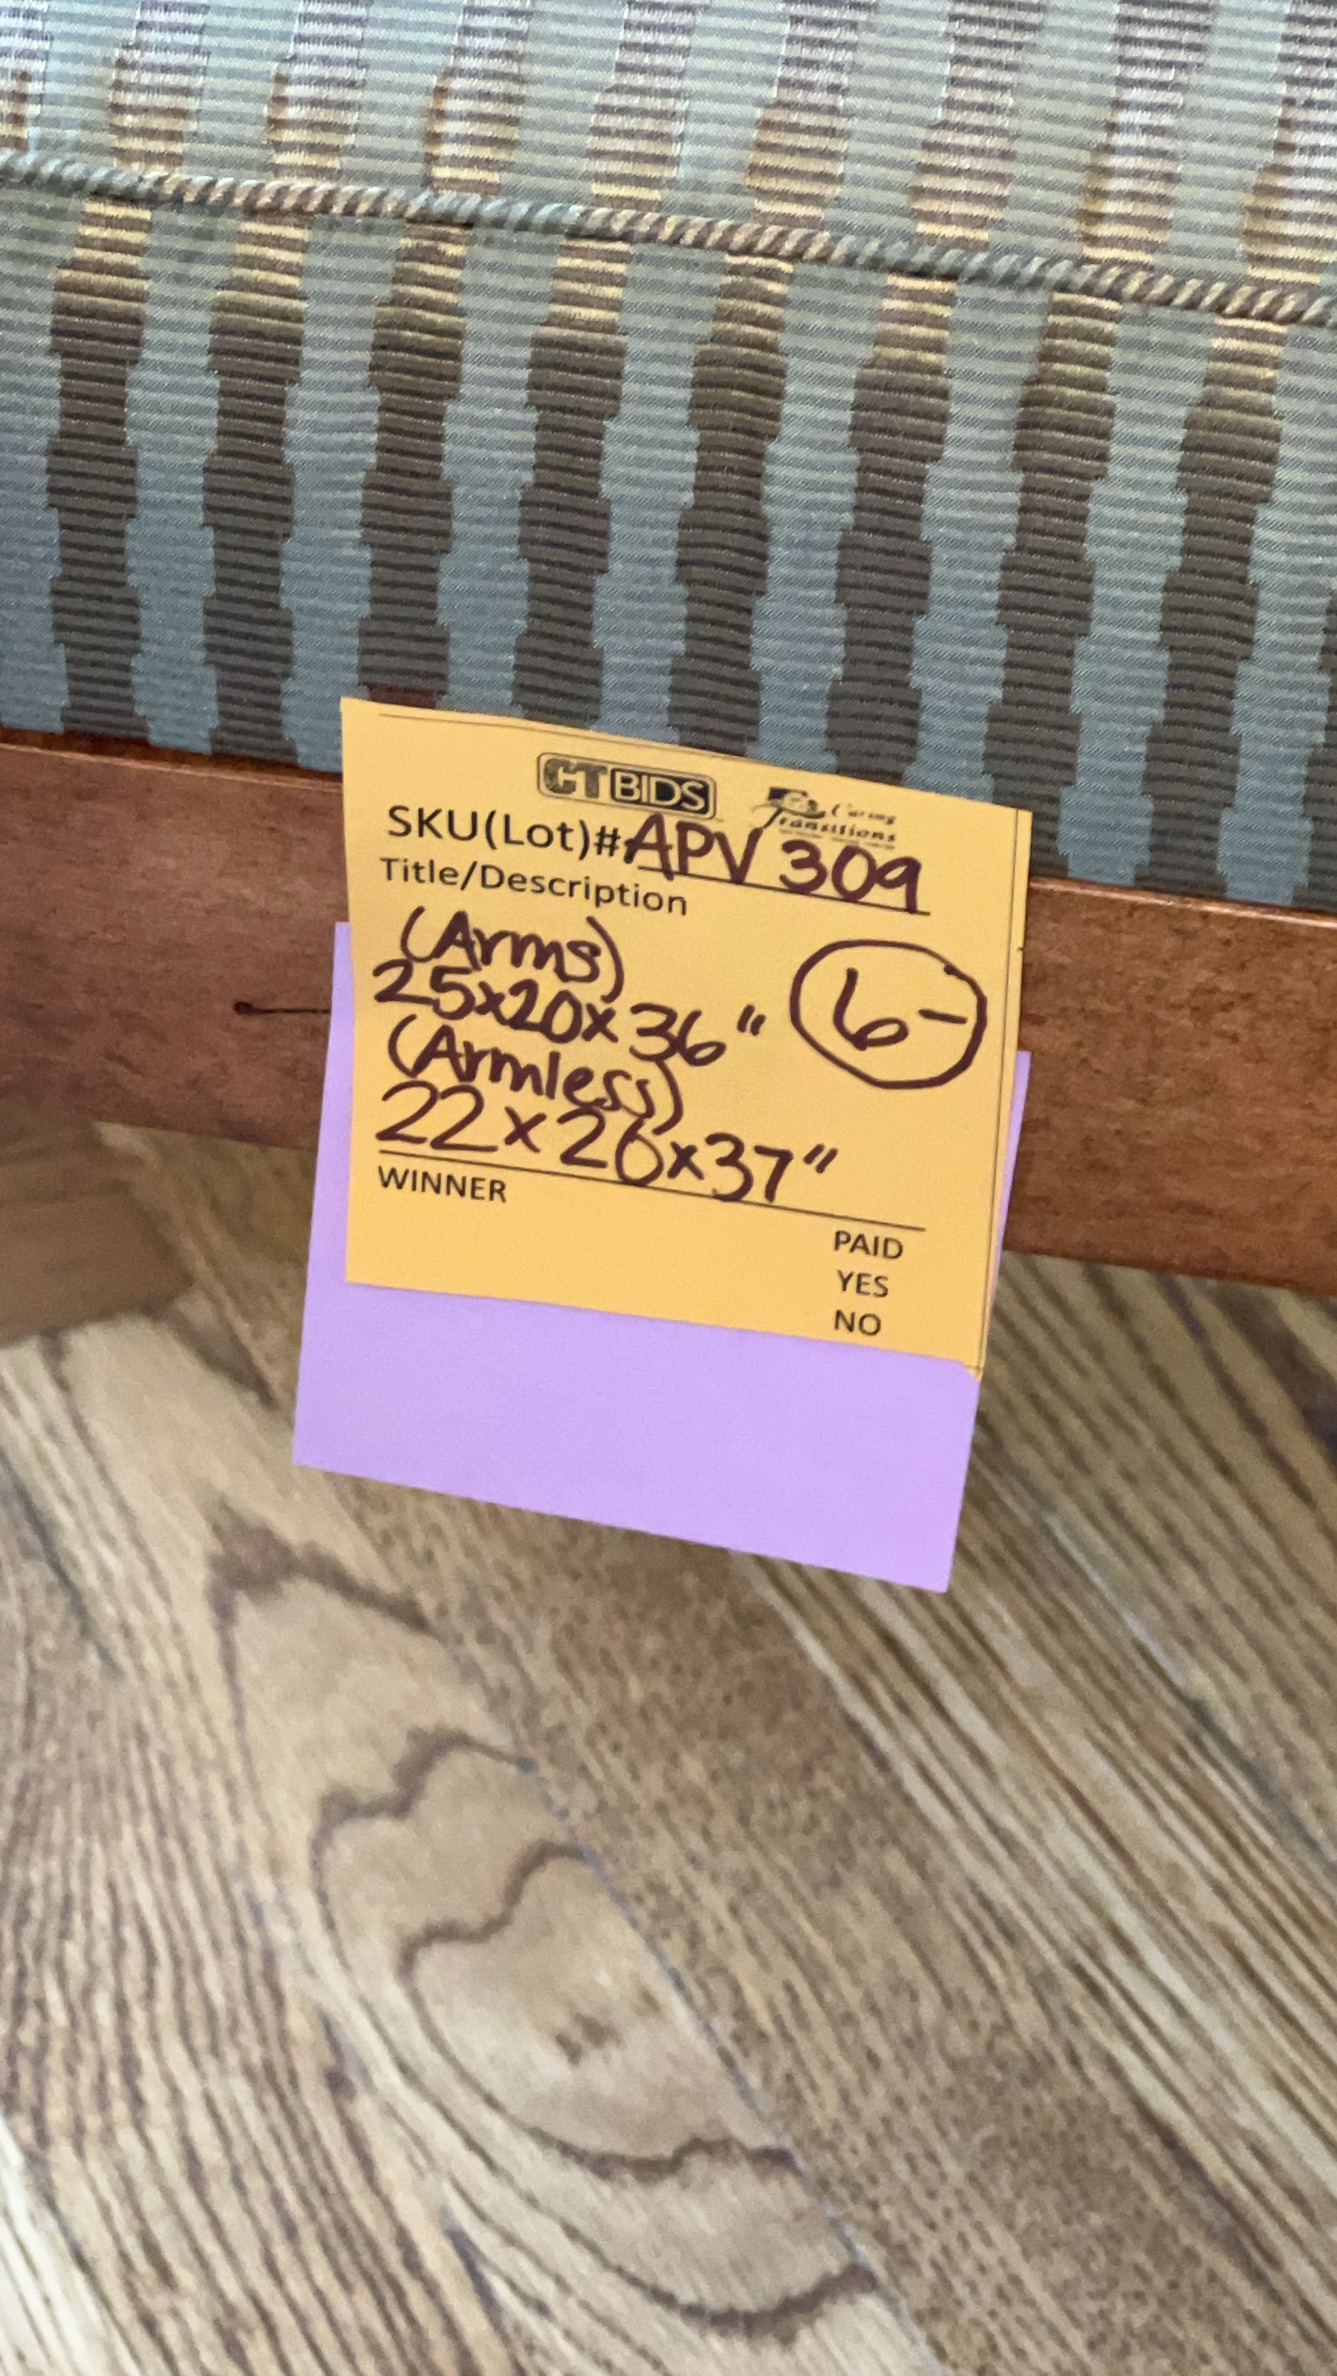 CTBIDS
Caring Transitions
SKU(Lot)# APV 309
Title/Description
(Arms)
25x20x36"
6-
(Armless)
22x20x37"
WINNER
PAID
YES
NO